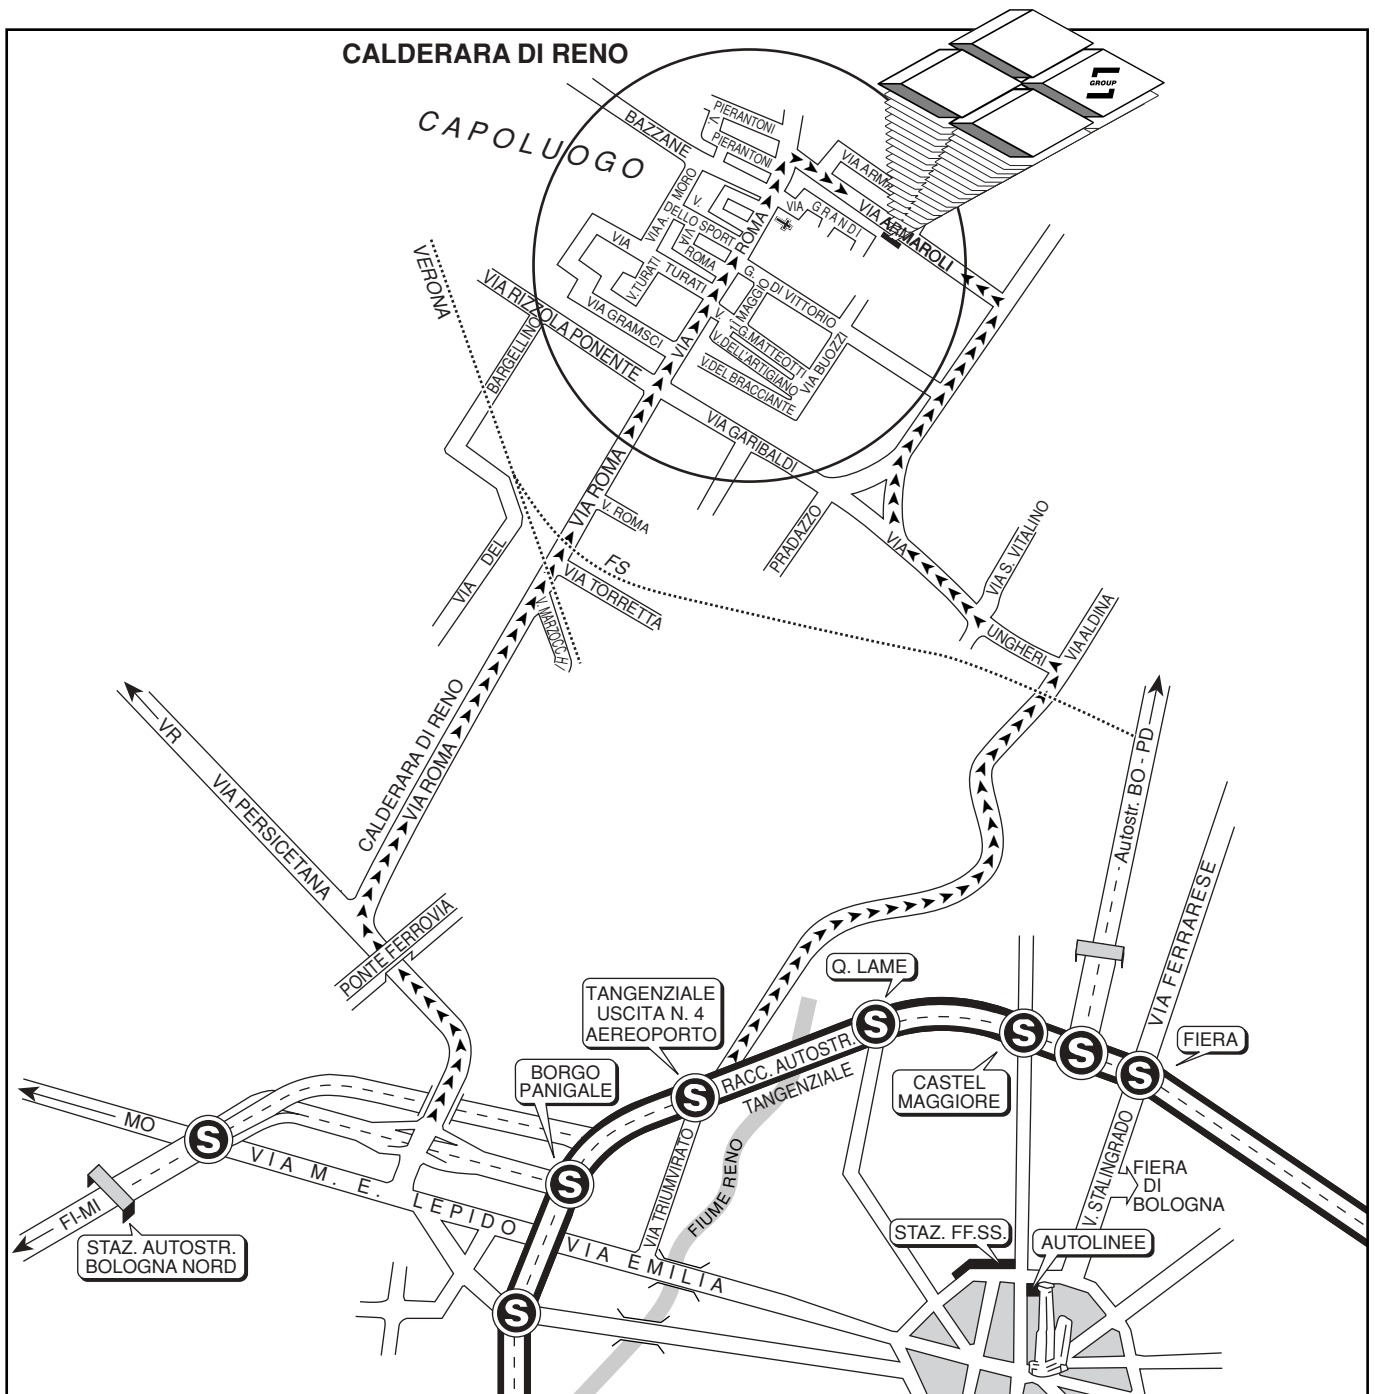 CALDERARA DI RENO
GROUP
CAPOLUOGO
BAZZANE
V. PIERANTONI
PIERANTONI
VIA ARMA
VIA A. MORO
V.
DELLO SPORT
VIA
ROMA
VIA GRANDI
VIA ARMAROLI
VIA
V.TURATI
TURATI
VIA ROMA
G. DI VITTORIO
VERONA
VIA RIZZOLA PONENTE
VIA GRAMSCI
V. 1 MAGGIO
G.MATTEOTTI
V.DELL'ARTIGIANO
V.DEL BRACCIANTE
VIA BUOZZI
BARGELLINO
VIA GARIBALDI
VIA ROMA
V. ROMA
PRADAZZO
VIA
VIA S. VITALINO
VIA DEL
FS
VIA TORRETTA
V. MARZOCCHI
UNGHERI
VIA ALDINA
VR
VIA PERSICETANA
CALDERARA DI RENO
VIA ROMA
Autostr. BO - PD
VIA FERRARESE
PONTE FERROVIA
Q. LAME
TANGENZIALE
USCITA N. 4
AEREOPORTO
BORGO
PANIGALE
RACC. AUTOSTR.
TANGENZIALE
CASTEL
MAGGIORE
FIERA
S
S
S
S
S
S
S
S
MO
VIA M. E. LEPIDO
VIA TRIUMVIRATO
FIUME RENO
V. STALINGRADO
FIERA
DI
BOLOGNA
FI-MI
STAZ. AUTOSTR.
BOLOGNA NORD
VIA EMILIA
STAZ. FF.SS.
AUTOLINEE